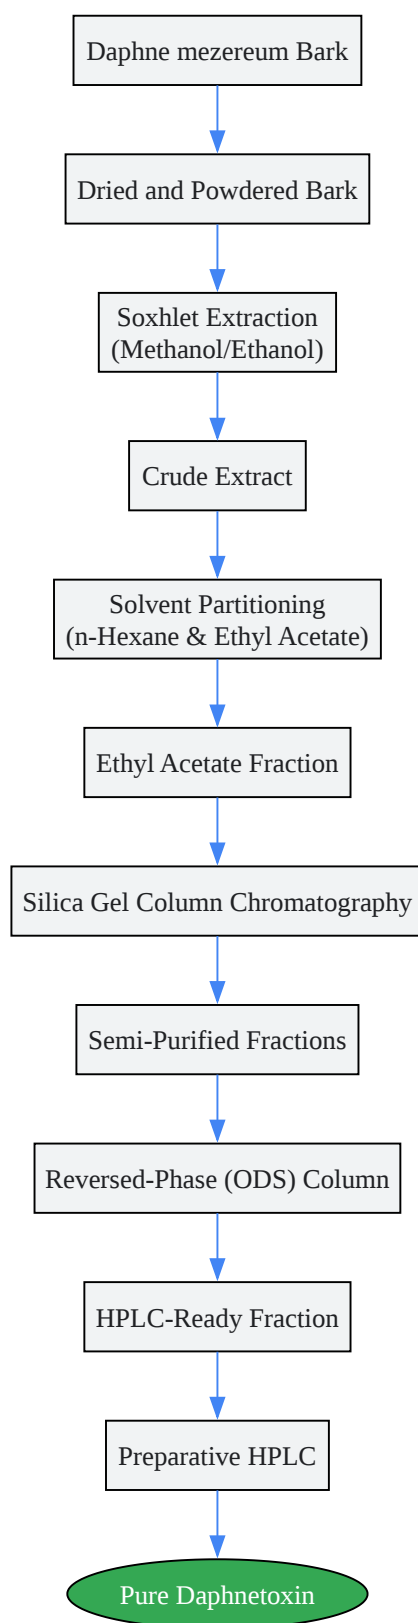 Daphne mezereum Bark
Dried and Powdered Bark
Soxhlet Extraction
(Methanol/Ethanol)
Crude Extract
Solvent Partitioning
(n-Hexane & Ethyl Acetate)
Ethyl Acetate Fraction
Silica Gel Column Chromatography
Semi-Purified Fractions
Reversed-Phase (ODS) Column
HPLC-Ready Fraction
Preparative HPLC
Pure Daphnetoxin